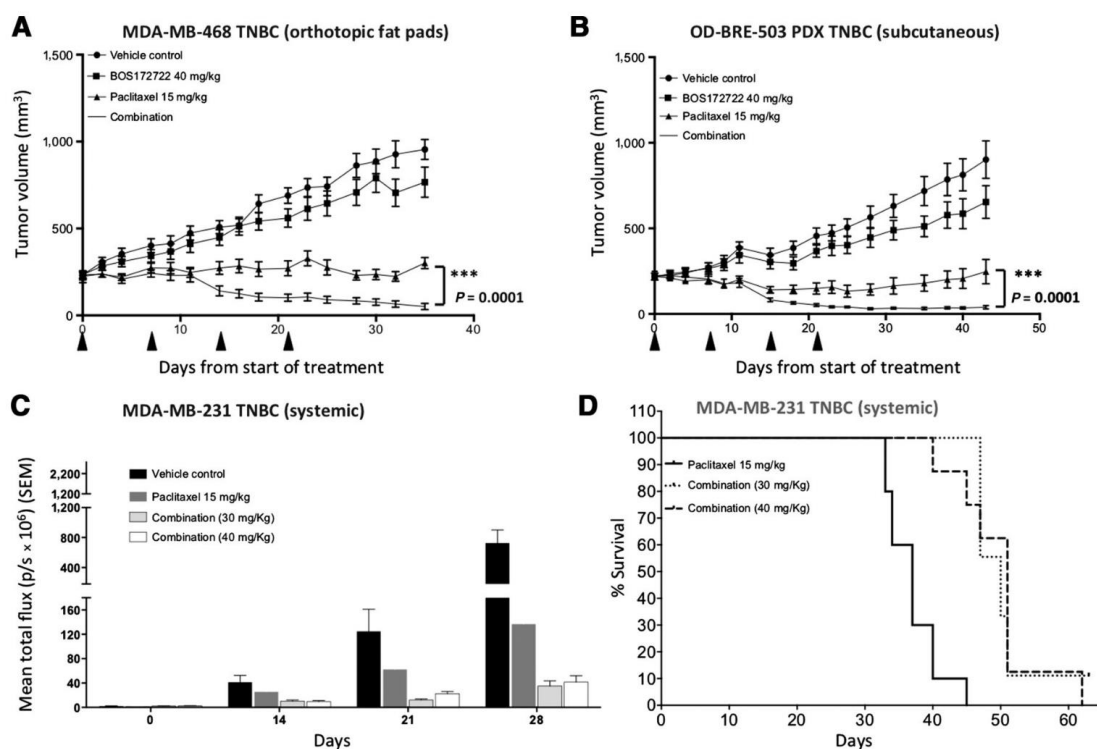 A
MDA-MB-468 TNBC (orthotopic fat pads)
1,500
Vehicle control
BOS172722 40 mg/kg
Paclitaxel 15 mg/kg
Combination
1,000
500
0
Tumor volume (mm³)
***
P = 0.0001
0 10 20 30 40
Days from start of treatment
B
OD-BRE-503 PDX TNBC (subcutaneous)
1,500
Vehicle control
BOS172722 40 mg/kg
Paclitaxel 15 mg/kg
Combination
1,000
500
0
Tumor volume (mm³)
***
P = 0.0001
0 10 20 30 40 50
Days from start of treatment
C
MDA-MB-231 TNBC (systemic)
2,200
1,200
1,200
800
400
160
120
80
40
0
Mean total flux (p/s × 10⁶) (SEM)
Vehicle control
Paclitaxel 15 mg/kg
Combination (30 mg/Kg)
Combination (40 mg/Kg)
0 14 21 28
Days
D
MDA-MB-231 TNBC (systemic)
110
100
90
80
70
60
50
40
30
20
10
0
% Survival
Paclitaxel 15 mg/kg
Combination (30 mg/Kg)
Combination (40 mg/Kg)
0 10 20 30 40 50 60
Days